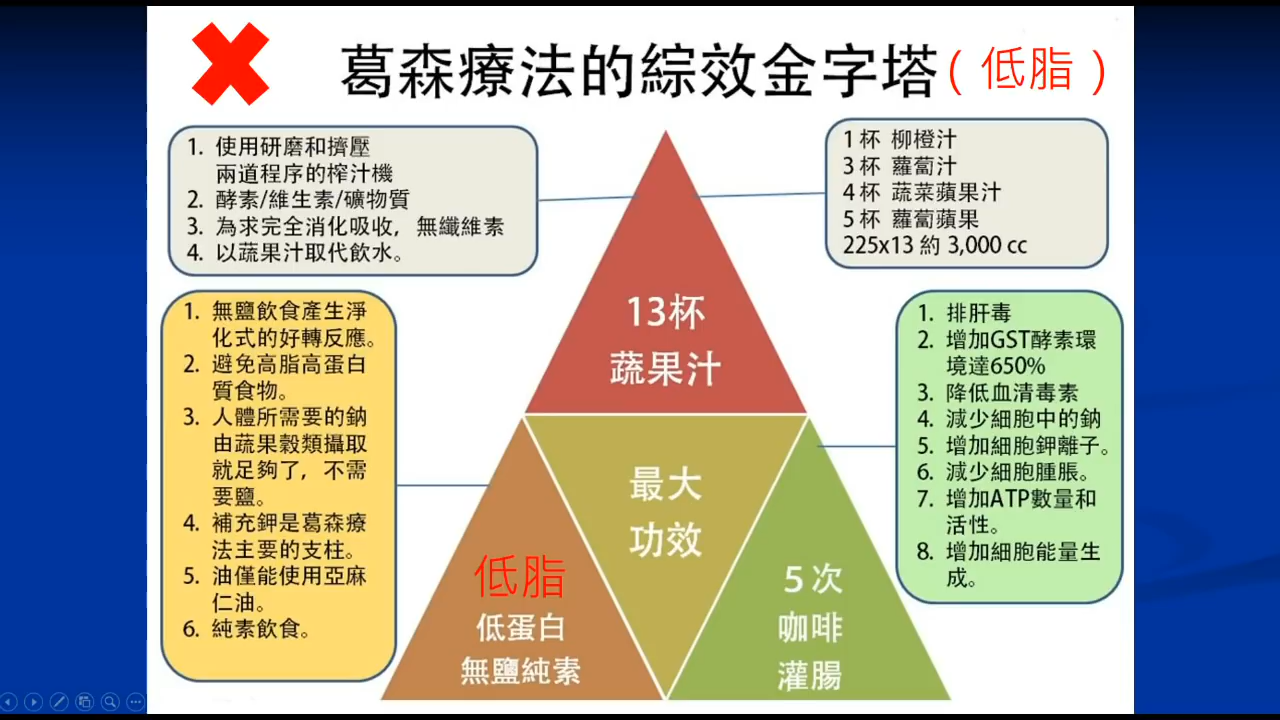 葛森療法的綜效金字塔(低脂)
1. 使用研磨和擠壓
兩道程序的榨汁機
2. 酵素/維生素/礦物質
3. 為求完全消化吸收，無纖維素
4. 以蔬果汁取代飲水。
1杯 柳橙汁
3杯 蘿蔔汁
4杯 蔬菜蘋果汁
5杯 蘿蔔蘋果
225x13 約 3,000 cc
1. 無鹽飲食產生淨
化式的好轉反應。
2. 避免高脂高蛋白
質食物。
3. 人體所需要的鈉
由蔬果穀類攝取
就足夠了，不需
要鹽。
4. 補充鉀是葛森療
法主要的支柱。
5. 油僅能使用亞麻
仁油。
6. 純素飲食。
13杯
蔬果汁
最大
功效
低脂
低蛋白
無鹽純素
5次
咖啡
灌腸
1. 排肝毒
2. 增加GST酵素環
境達650%
3. 降低血清毒素
4. 減少細胞中的鈉
5. 增加細胞鉀離子。
6. 減少細胞腫脹。
7. 增加ATP數量和
活性。
8. 增加細胞能量生
成。